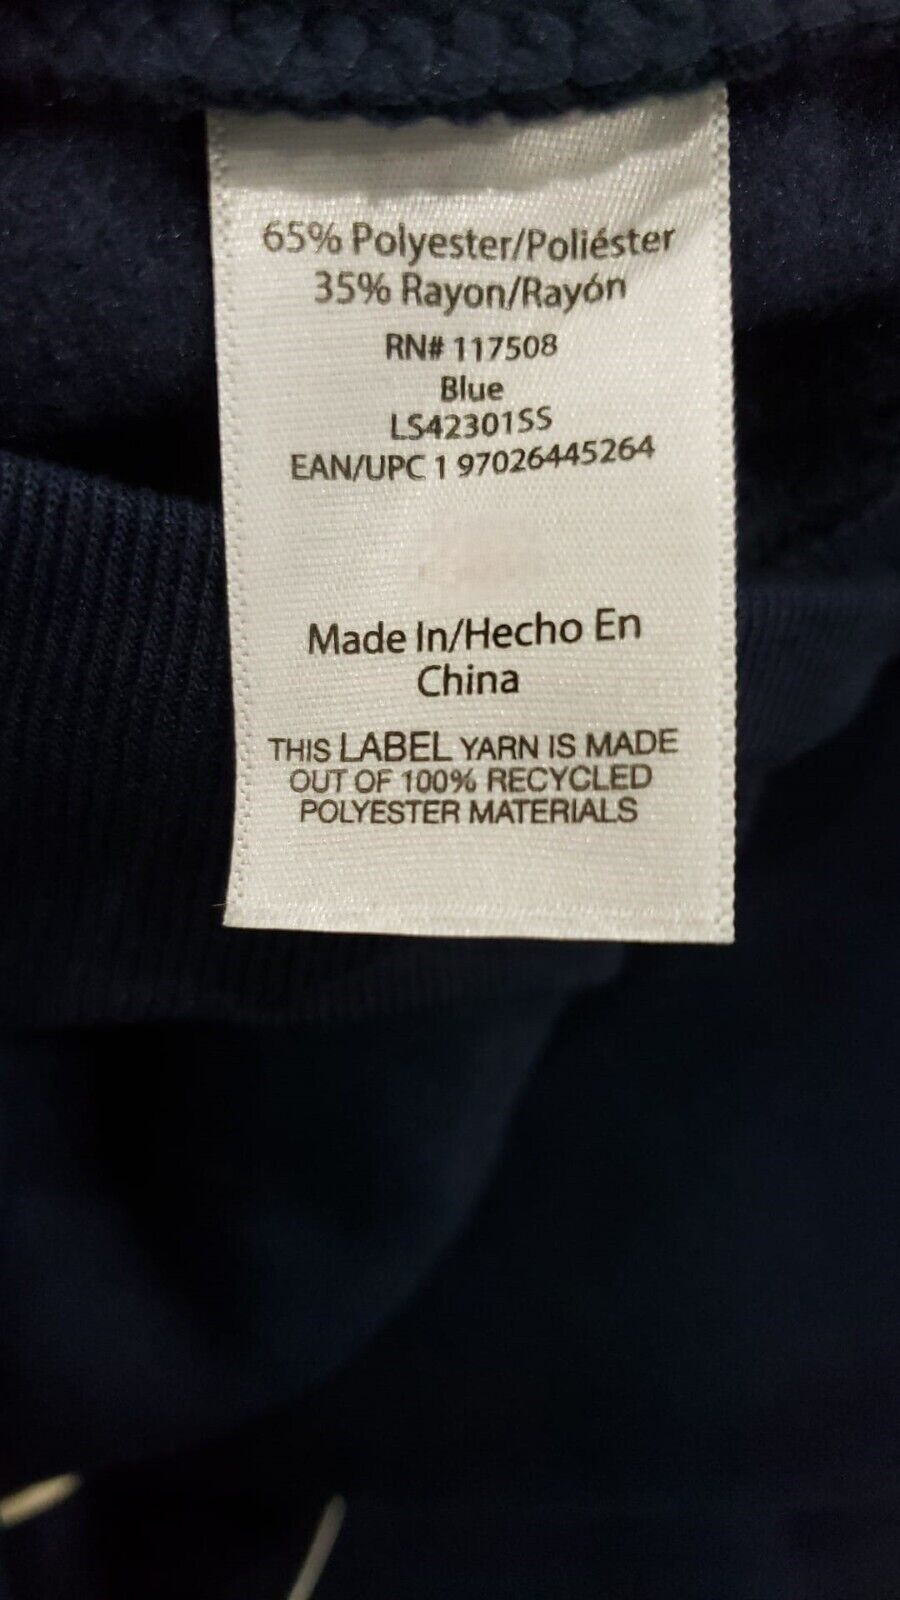 65% Polyester/Poliéster
35% Rayon/Rayón
RN# 117508
Blue
LS42301SS
EAN/UPC 1 97026445264
Made In/Hecho En
China
THIS LABEL YARN IS MADE
OUT OF 100% RECYCLED
POLYESTER MATERIALS